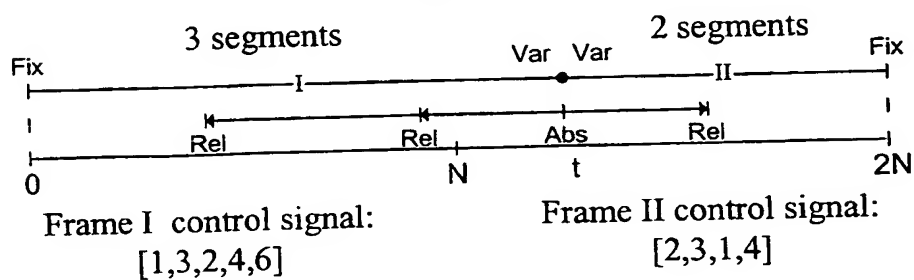 3 segments 2 segments
Fix Var Var Fix
I II
Rel Rel Abs Rel
0 N t 2N
Frame I control signal: Frame II control signal:
[1,3,2,4,6] [2,3,1,4]